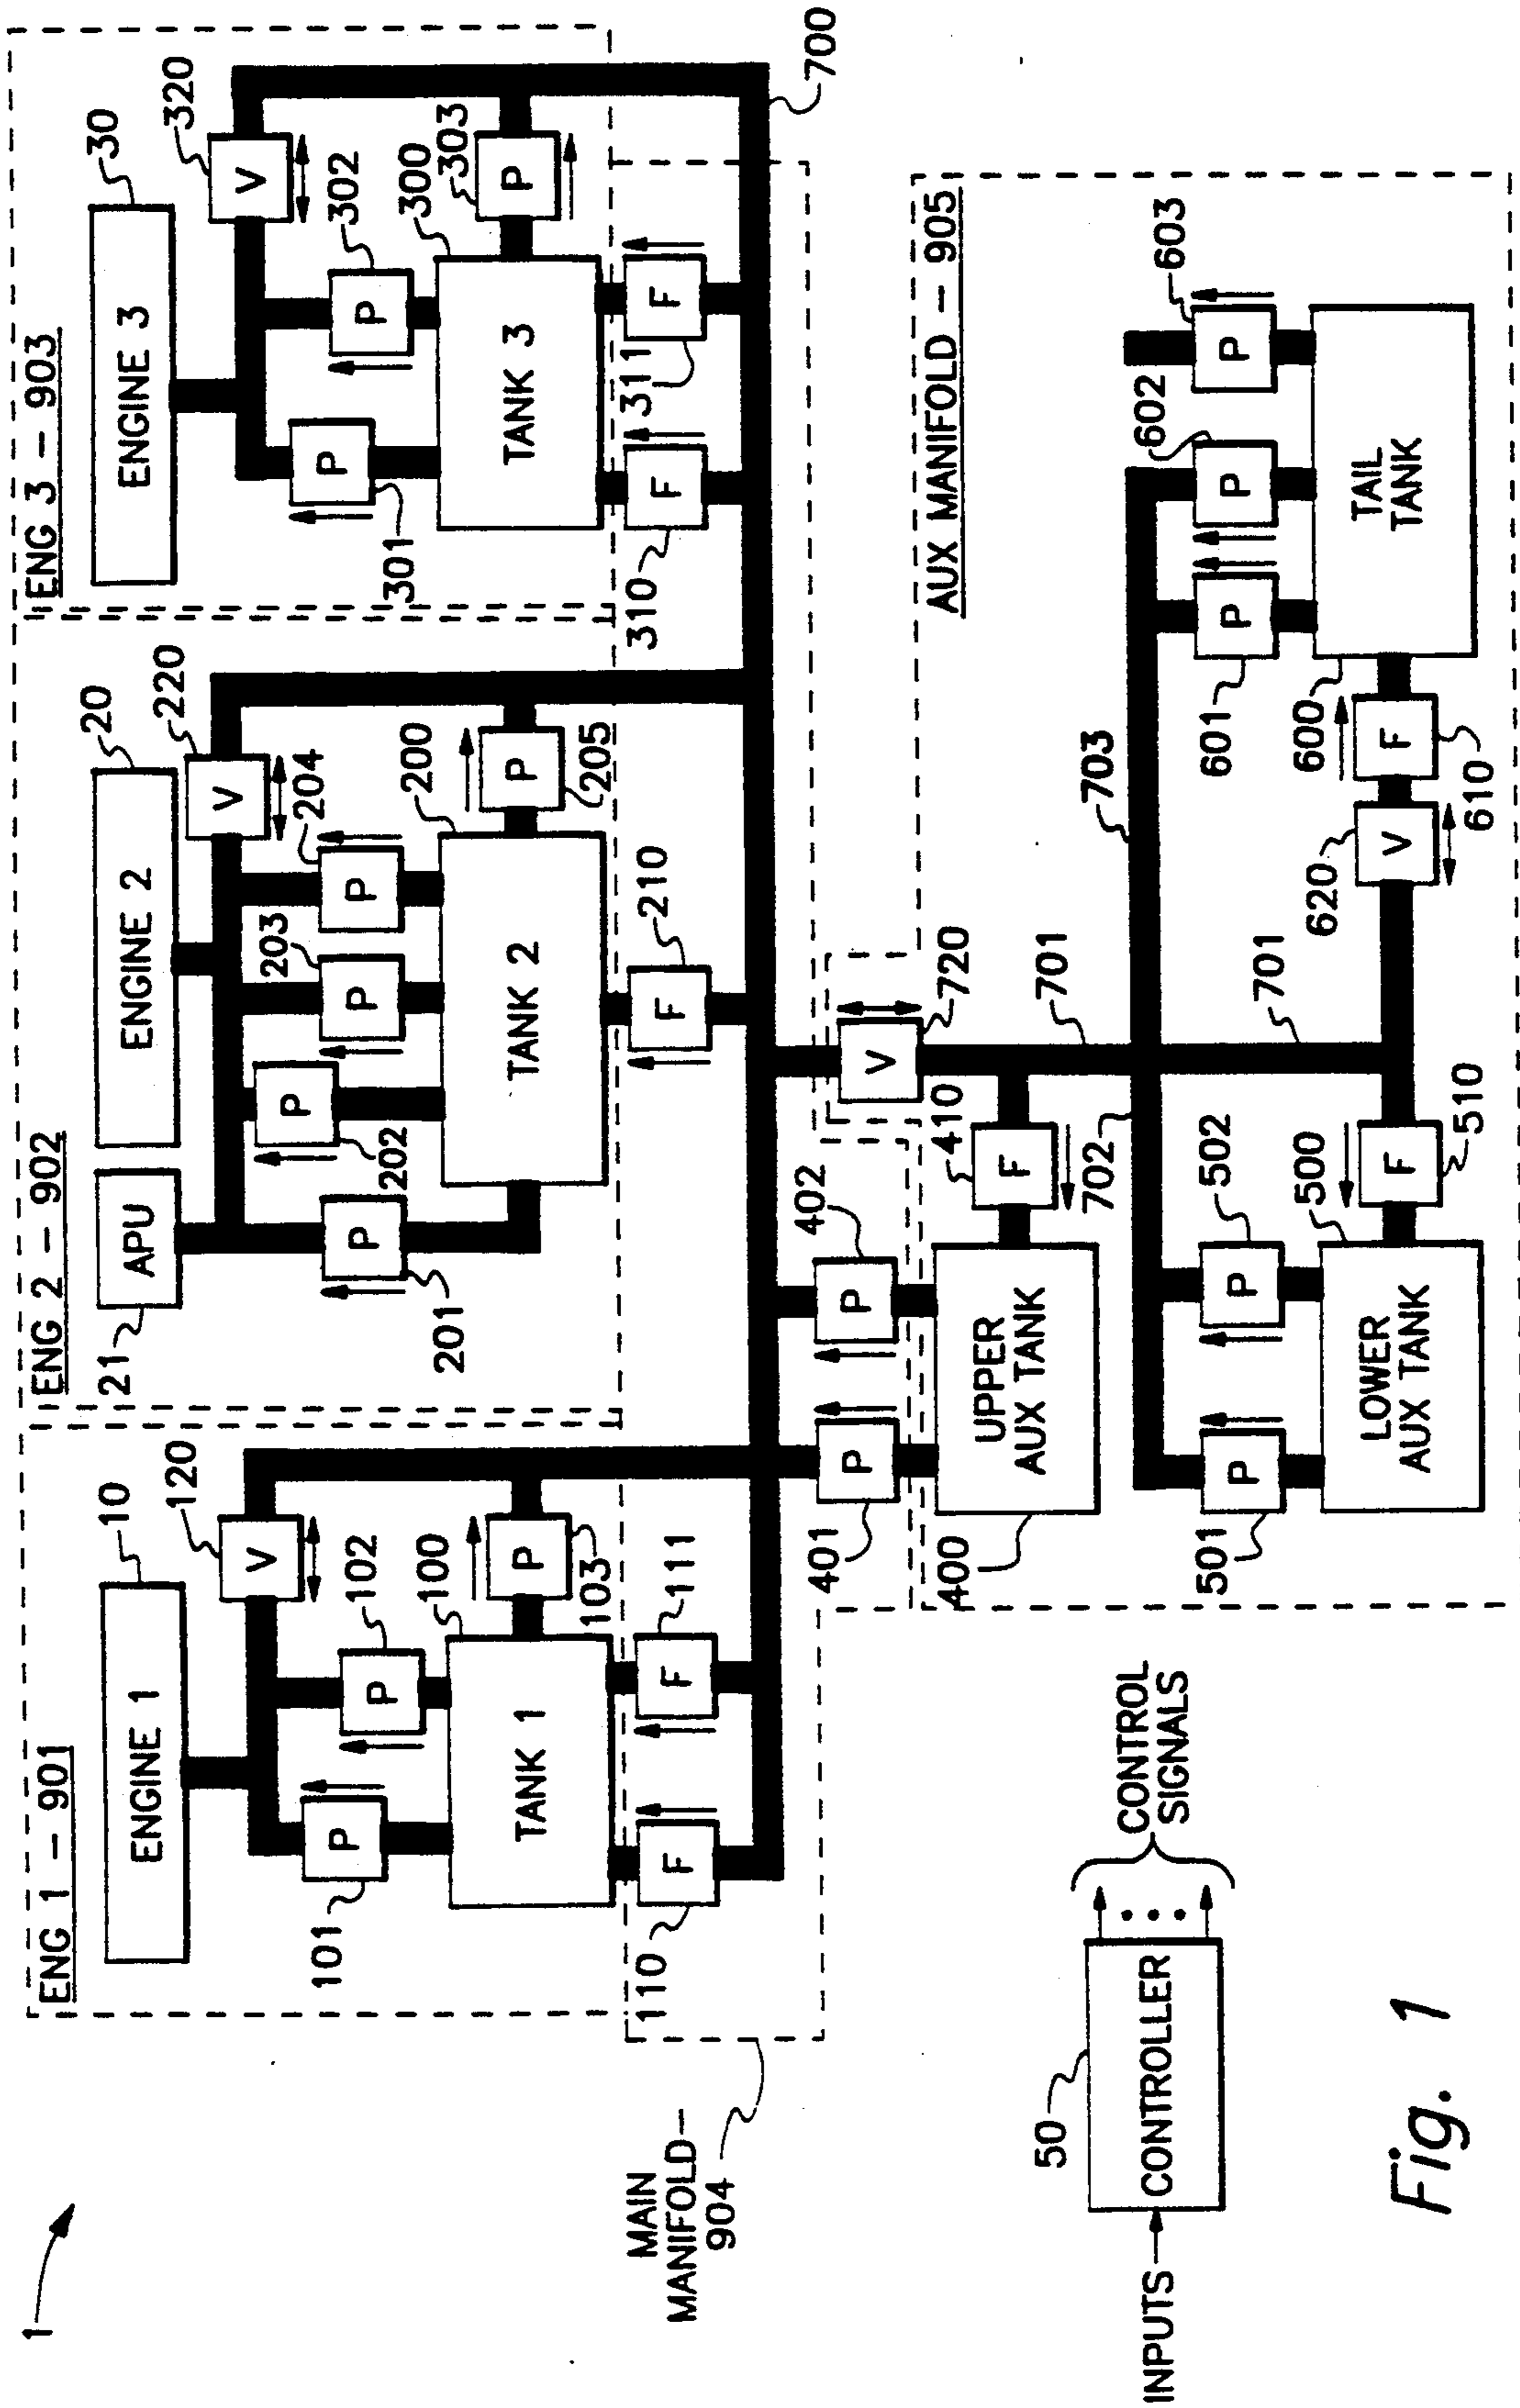 1
ENG 1 – 901
ENGINE 1
10
120
V
101
P
102
P
100
TANK 1
103
P
110
F
111
F
ENG 2 – 902
21
APU
ENGINE 2
20
220
V
201
P
202
P
203
P
204
P
200
TANK 2
205
P
210
F
ENG 3 – 903
ENGINE 3
30
320
V
301
P
302
P
300
TANK 3
303
P
310
F
311
F
700
MAIN
MANIFOLD–
904
401
P
402
P
400
UPPER
AUX TANK
410
F
V
720
701
AUX MANIFOLD – 905
702
703
501
P
502
P
500
LOWER
AUX TANK
510
F
701
620
V
610
F
600
601
P
602
P
603
P
TAIL
TANK
50
INPUTS
CONTROLLER
CONTROL
SIGNALS
Fig. 1